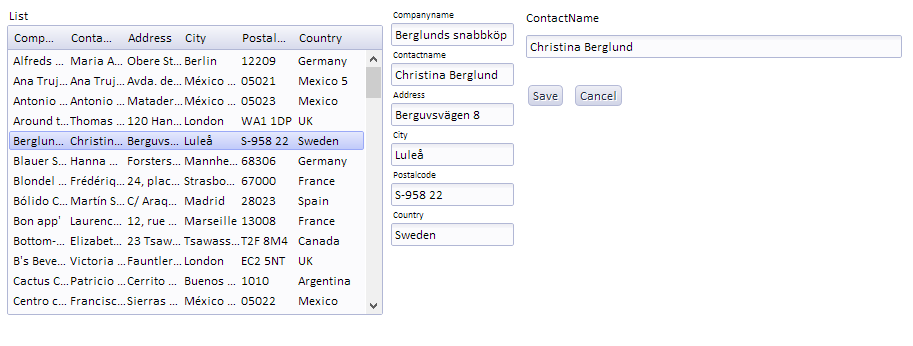 List
Comp... Conta... Address City Postal... Country
Alfreds ... Maria A... Obere St... Berlin 12209 Germany
Ana Truj... Ana Truj... Avda. de... México ... 05021 Mexico 5
Antonio ... Antonio ... Matader... México ... 05023 Mexico
Around t... Thomas ... 120 Han... London WA1 1DP UK
Berglun... Christin... Berguvs... Luleå S-958 22 Sweden
Blauer S... Hanna ... Forsters... Mannhe... 68306 Germany
Blondel ... Frédériq... 24, plac... Strasbo... 67000 France
Bólido C... Martín S... C/ Araq... Madrid 28023 Spain
Bon app' Laurenc... 12, rue ... Marseille 13008 France
Bottom-... Elizabet... 23 Tsaw... Tsawass... T2F 8M4 Canada
B's Beve... Victoria ... Fauntler... London EC2 5NT UK
Cactus C... Patricio ... Cerrito ... Buenos ... 1010 Argentina
Centro c... Francisc... Sierras ... México ... 05022 Mexico
Companyname
Berglunds snabbköp
Contactname
Christina Berglund
Address
Berguvsvägen 8
City
Luleå
Postalcode
S-958 22
Country
Sweden
ContactName
Christina Berglund
Save Cancel